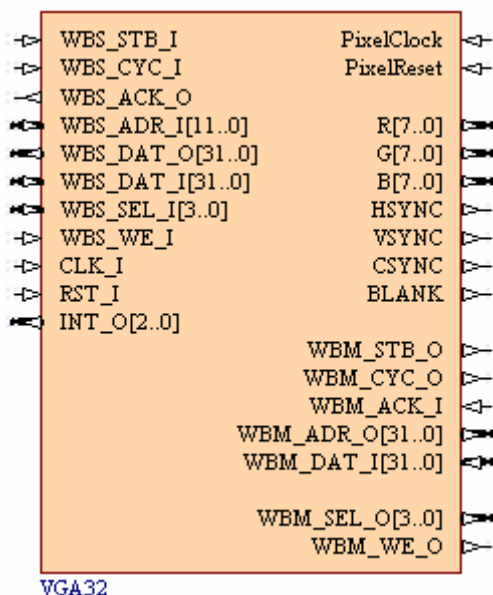 WBS_STB_I PixelClock
WBS_CYC_I PixelReset
WBS_ACK_O
WBS_ADR_I[11..0] R[7..0]
WBS_DAT_O[31..0] G[7..0]
WBS_DAT_I[31..0] B[7..0]
WBS_SEL_I[3..0] HSYNC
WBS_WE_I VSYNC
CLK_I CSYNC
RST_I BLANK
INT_O[2..0]
WBM_STB_O
WBM_CYC_O
WBM_ACK_I
WBM_ADR_O[31..0]
WBM_DAT_I[31..0]
WBM_SEL_O[3..0]
WBM_WE_O
VGA32